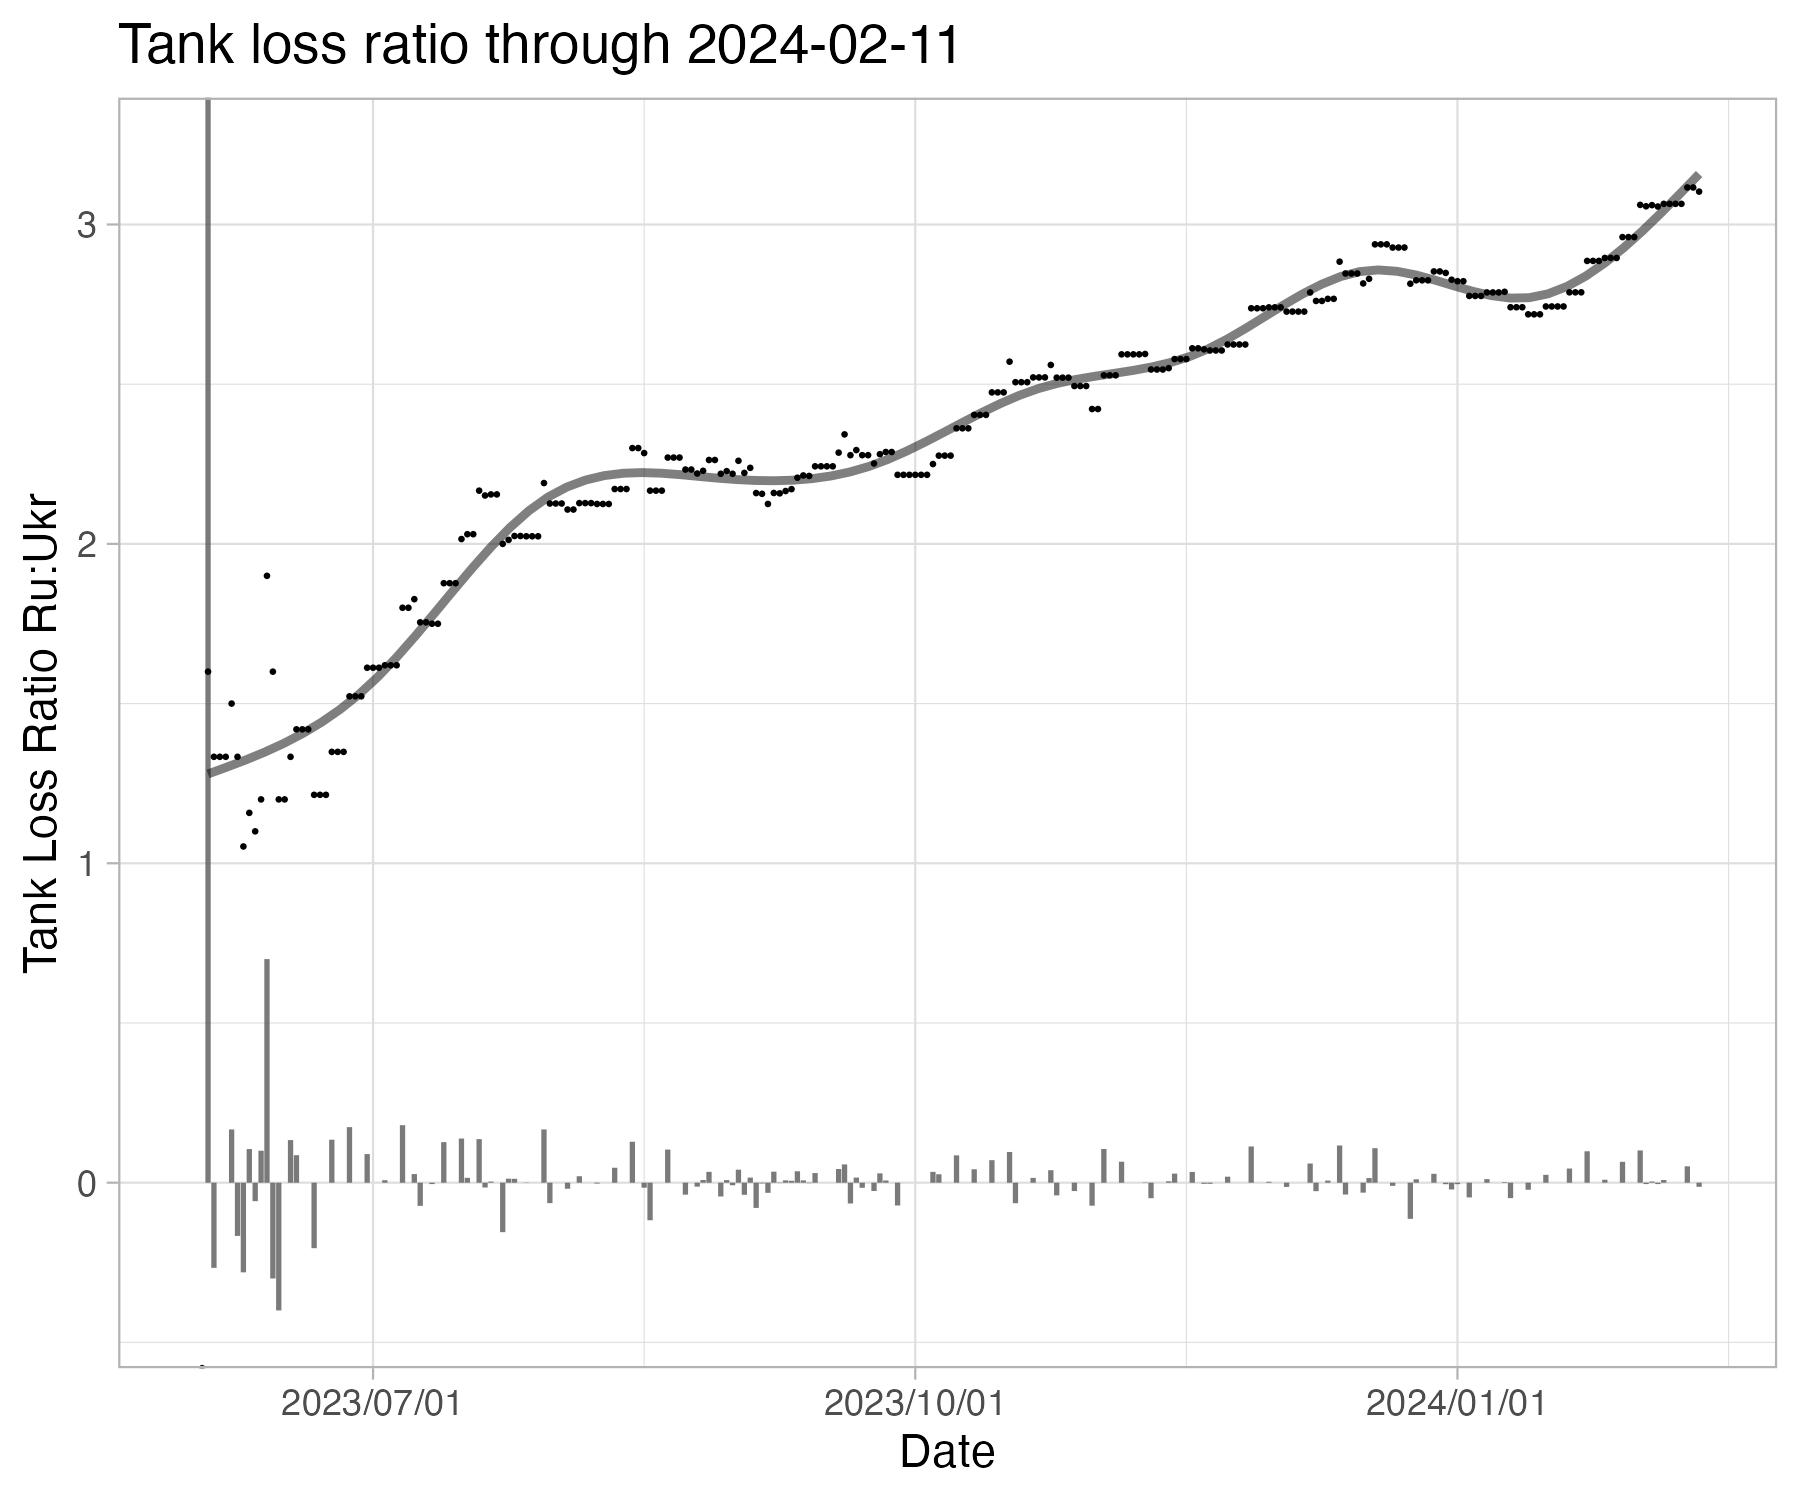 Tank loss ratio through 2024-02-11
Tank Loss Ratio Ru:Ukr
3
2
1
0
2023/07/01
2023/10/01
2024/01/01
Date